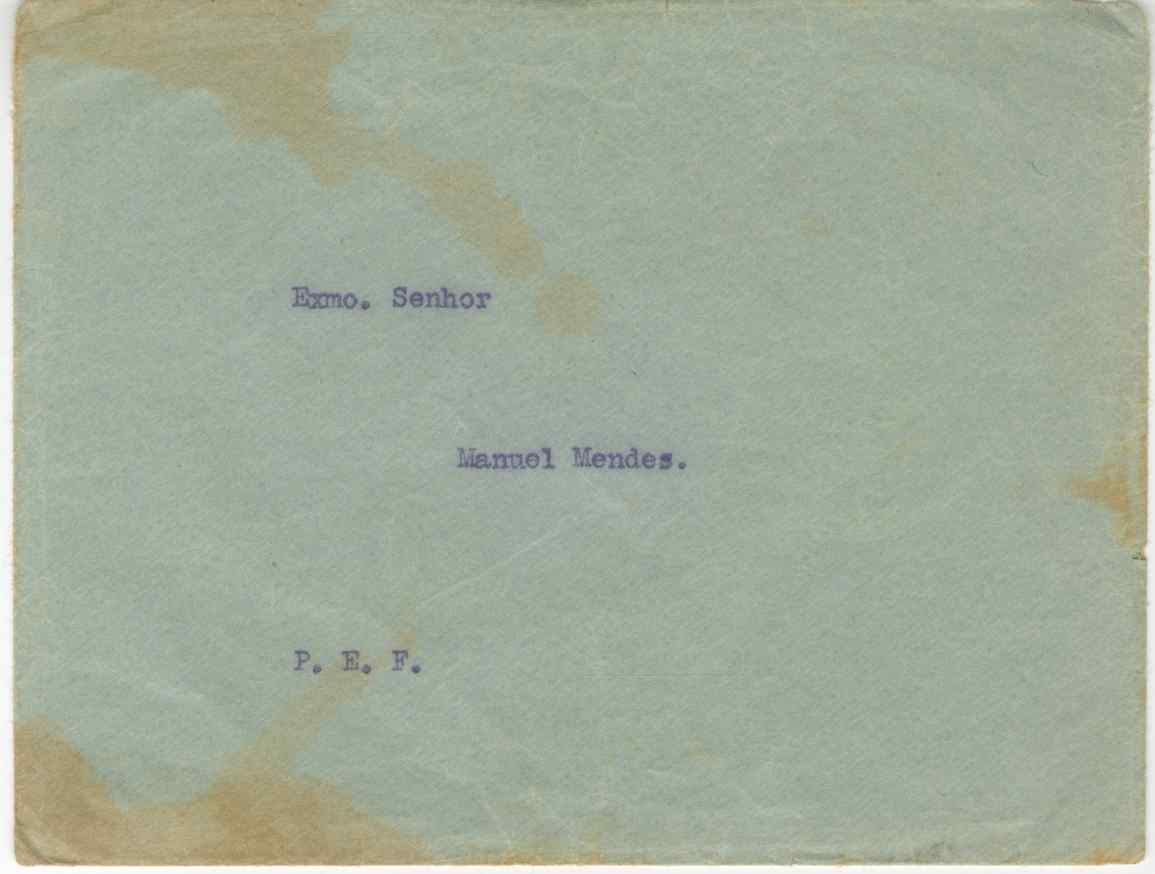 Exmo. Senhor
Manuel Mendes.
P. E. F.